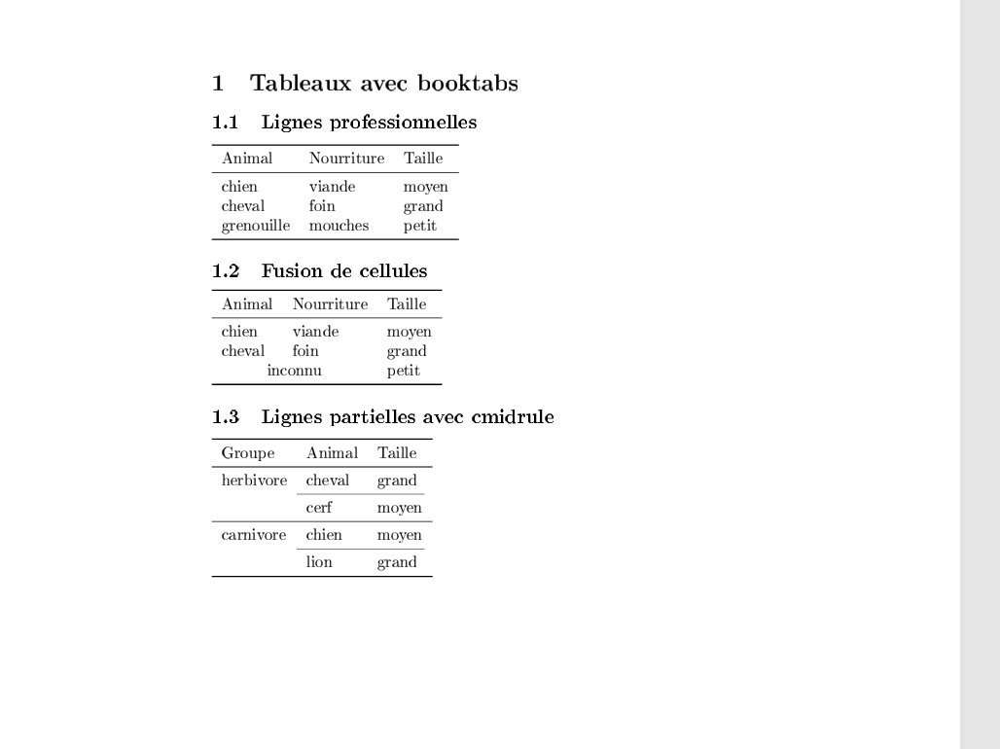 1 Tableaux avec booktabs
1.1 Lignes professionnelles
Animal Nourriture Taille
chien viande moyen
cheval foin grand
grenouille mouches petit
1.2 Fusion de cellules
Animal Nourriture Taille
chien viande moyen
cheval foin grand
inconnu petit
1.3 Lignes partielles avec cmidrule
Groupe Animal Taille
herbivore cheval grand
cerf moyen
carnivore chien moyen
lion grand